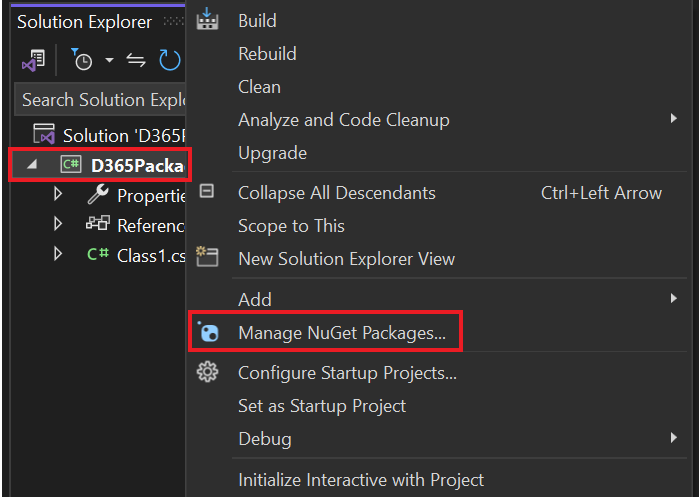 Solution Explorer
Search Solution Explo
Solution 'D365P
C# D365Packa
Propertie
Referenc
C# Class1.cs
Build
Rebuild
Clean
Analyze and Code Cleanup
Upgrade
Collapse All Descendants Ctrl+Left Arrow
Scope to This
New Solution Explorer View
Add
Manage NuGet Packages...
Configure Startup Projects...
Set as Startup Project
Debug
Initialize Interactive with Project